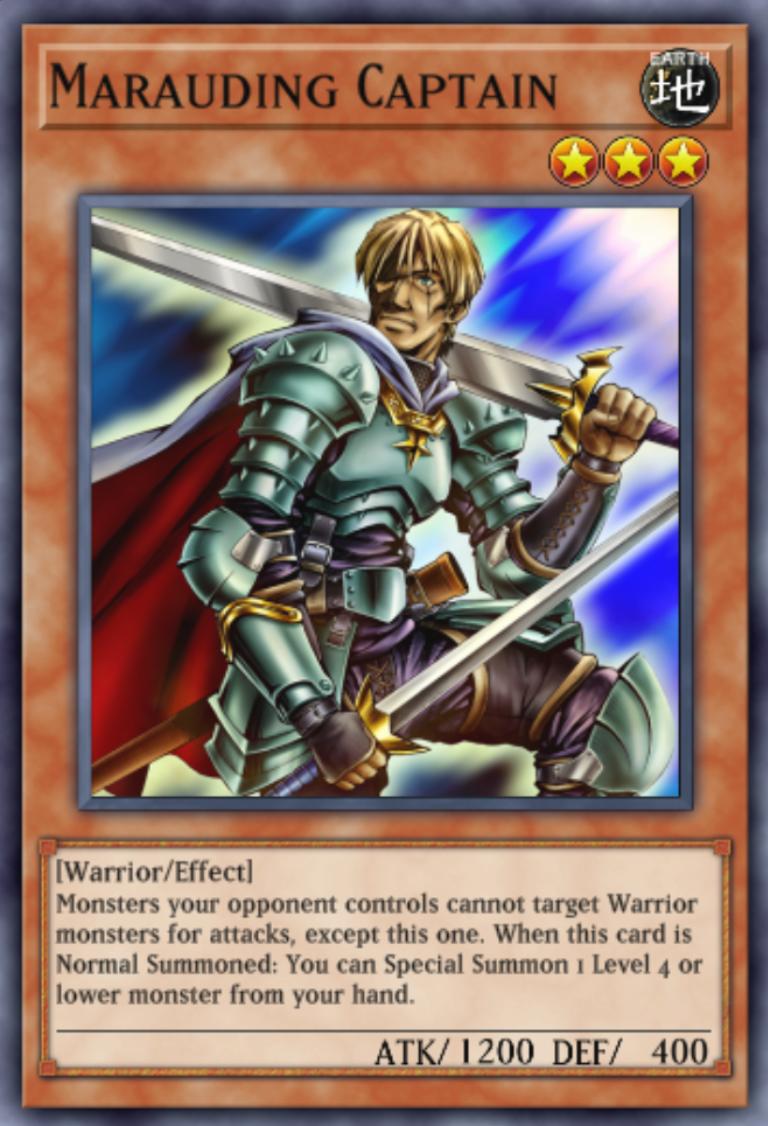 Marauding Captain
EARTH
地
[Warrior/Effect]
Monsters your opponent controls cannot target Warrior
monsters for attacks, except this one. When this card is
Normal Summoned: You can Special Summon 1 Level 4 or
lower monster from your hand.
ATK/ 1200 DEF/ 400